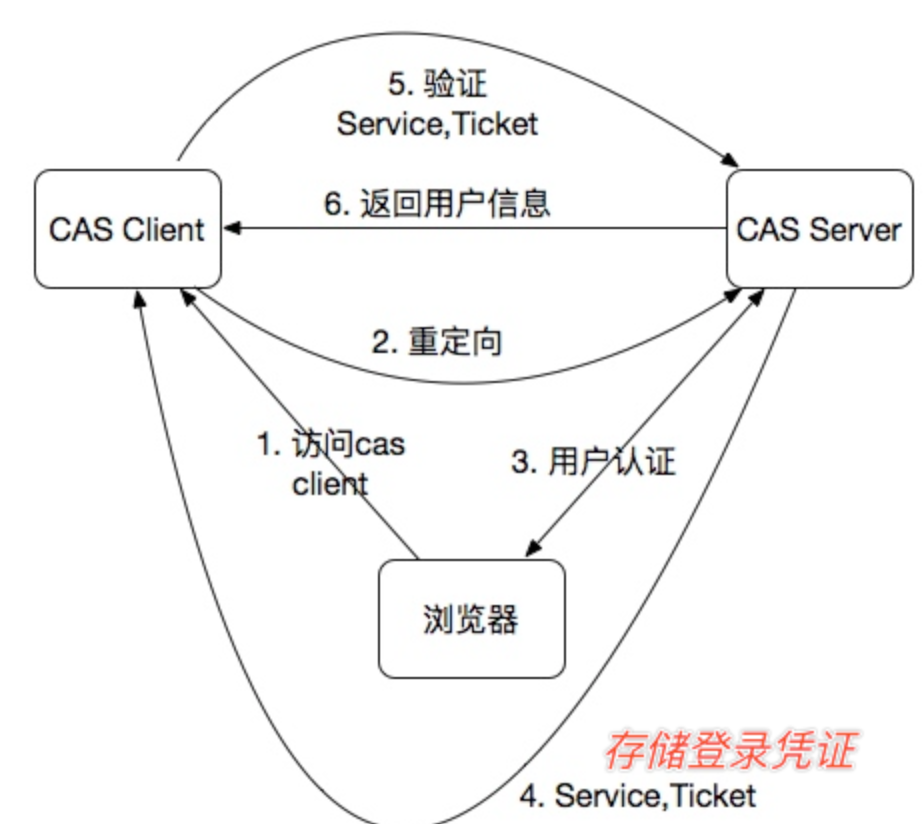 5. 验证
Service,Ticket
6. 返回用户信息
CAS Client
CAS Server
2. 重定向
1. 访问cas
client
3. 用户认证
浏览器
存储登录凭证
4. Service,Ticket